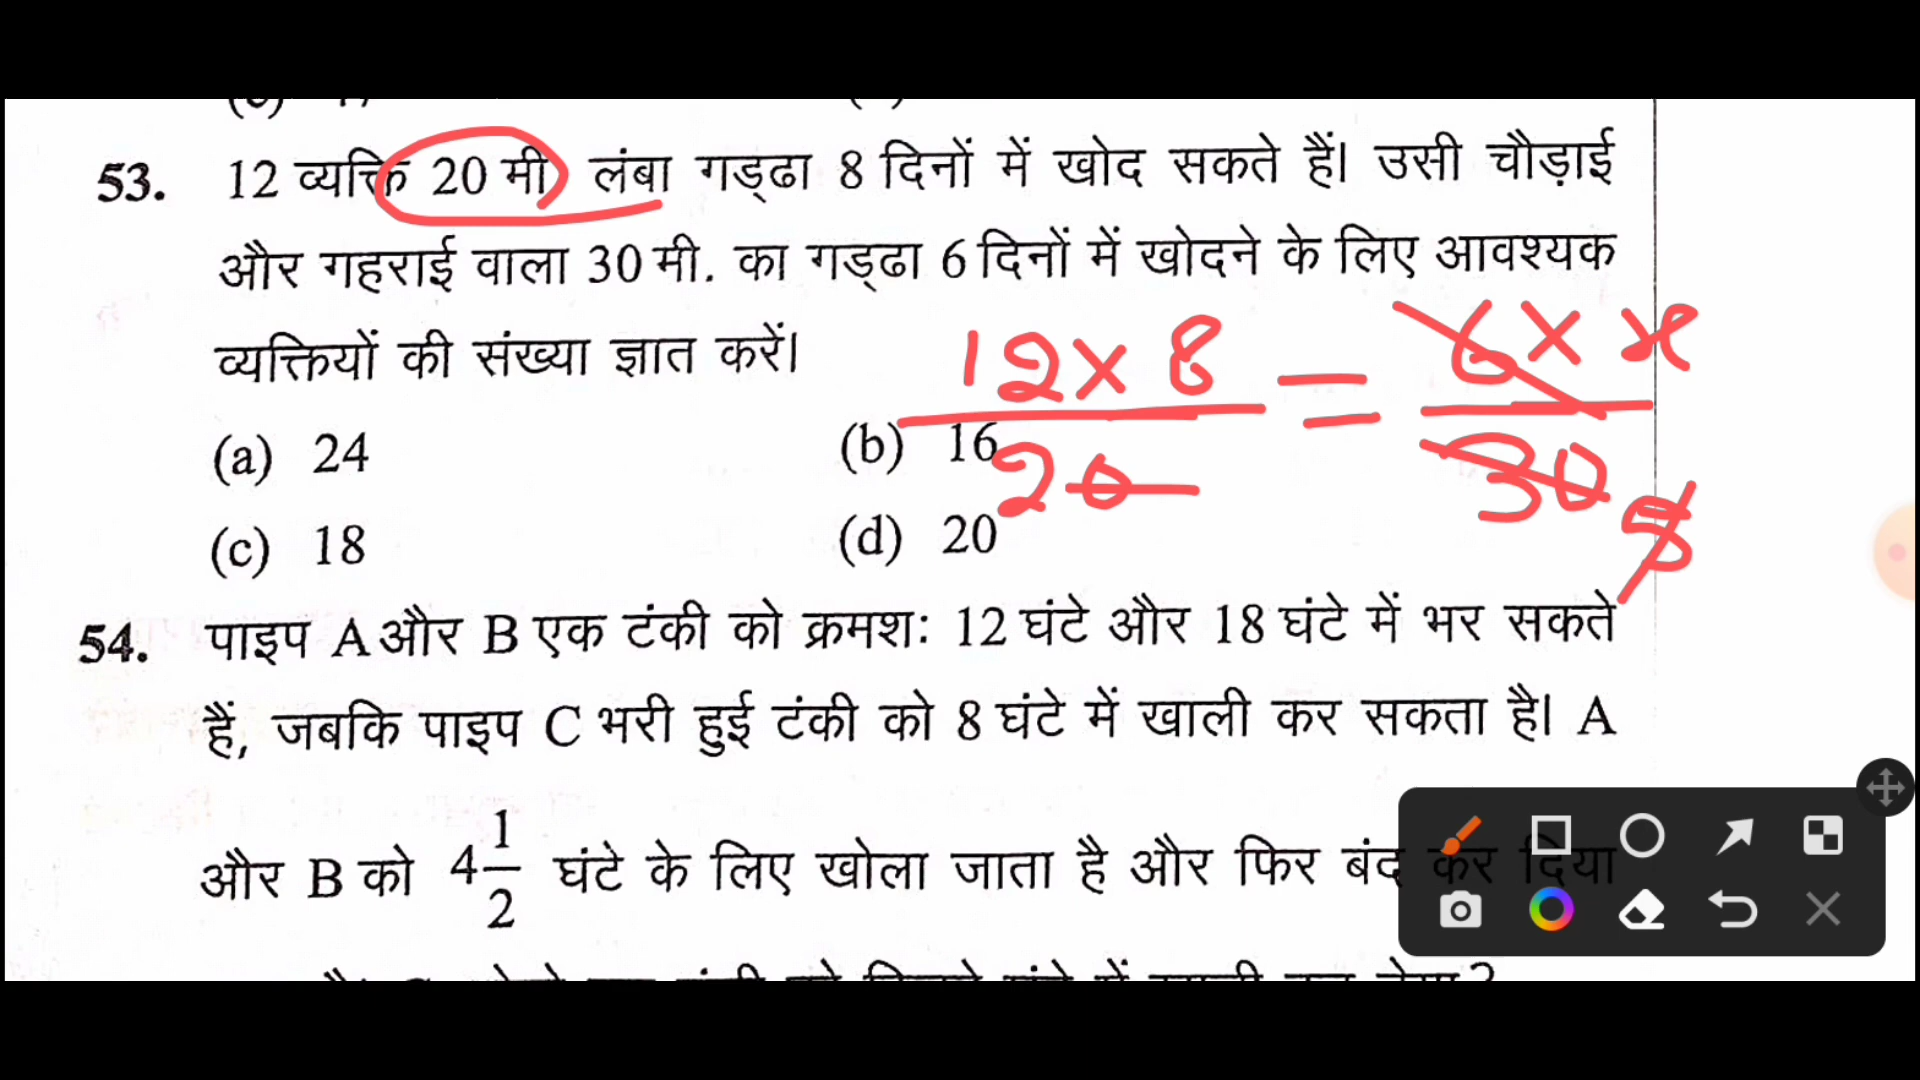 53. 12 व्यक्ति 20 मी. लंबा गड्ढा 8 दिनों में खोद सकते हैं। उसी चौड़ाई
और गहराई वाला 30 मी. का गड्ढा 6 दिनों में खोदने के लिए आवश्यक
व्यक्तियों की संख्या ज्ञात करें।
12 × 8 = 6 × x
20 30 5
(a) 24 (b) 16
(c) 18 (d) 20
54. पाइप A और B एक टंकी को क्रमश: 12 घंटे और 18 घंटे में भर सकते
हैं, जबकि पाइप C भरी हुई टंकी को 8 घंटे में खाली कर सकता है। A
और B को 4 1/2 घंटे के लिए खोला जाता है और फिर बंद कर दिया